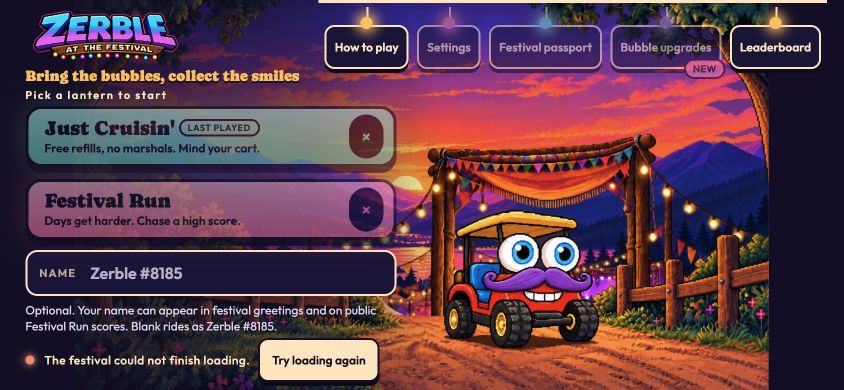 ZERBLE
AT THE FESTIVAL
How to play
Settings
Festival passport
Bubble upgrades
NEW
Leaderboard
Bring the bubbles, collect the smiles
Pick a lantern to start
Just Cruisin' LAST PLAYED
Free refills, no marshals. Mind your cart.
×
Festival Run
Days get harder. Chase a high score.
×
NAME Zerble #8185
Optional. Your name can appear in festival greetings and on public
Festival Run scores. Blank rides as Zerble #8185.
The festival could not finish loading.
Try loading again